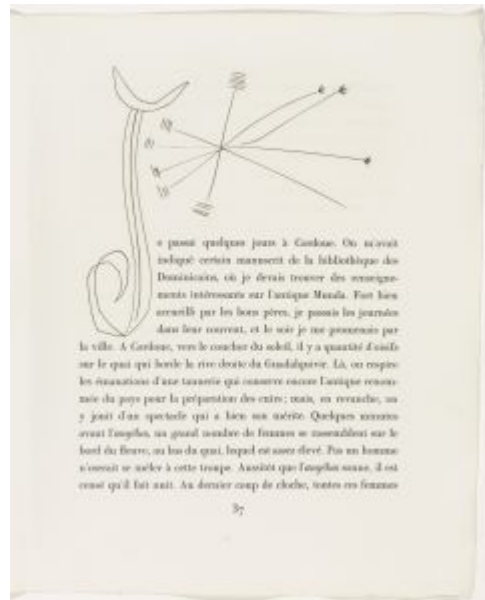 Je passai quelques jours à Cordoue. On m'avait
indiqué certain manuscrit de la bibliothèque des
Dominicains, où je devais trouver des renseigne-
ments intéressants sur l'antique Munda. Fort bien
accueilli par les bons pères, je passais les journées
dans leur couvent, et le soir je me promenais par
la ville. A Cordoue, vers le coucher du soleil, il y a quantité d'oisifs
sur le quai qui borde la rive droite du Guadalquivir. Là, on respire
les émanations d'une tannerie qui conserve encore l'antique renom-
mée du pays pour la préparation des cuirs; mais, en revanche, on
y jouit d'un spectacle qui a bien son mérite. Quelques minutes
avant l'angélus, un grand nombre de femmes se rassemblent sur le
bord du fleuve, au bas du quai, lequel est assez élevé. Pas un homme
n'oserait se mêler à cette troupe. Aussitôt que l'angélus sonne, il est
censé qu'il fait nuit. Au dernier coup de cloche, toutes ces femmes
37